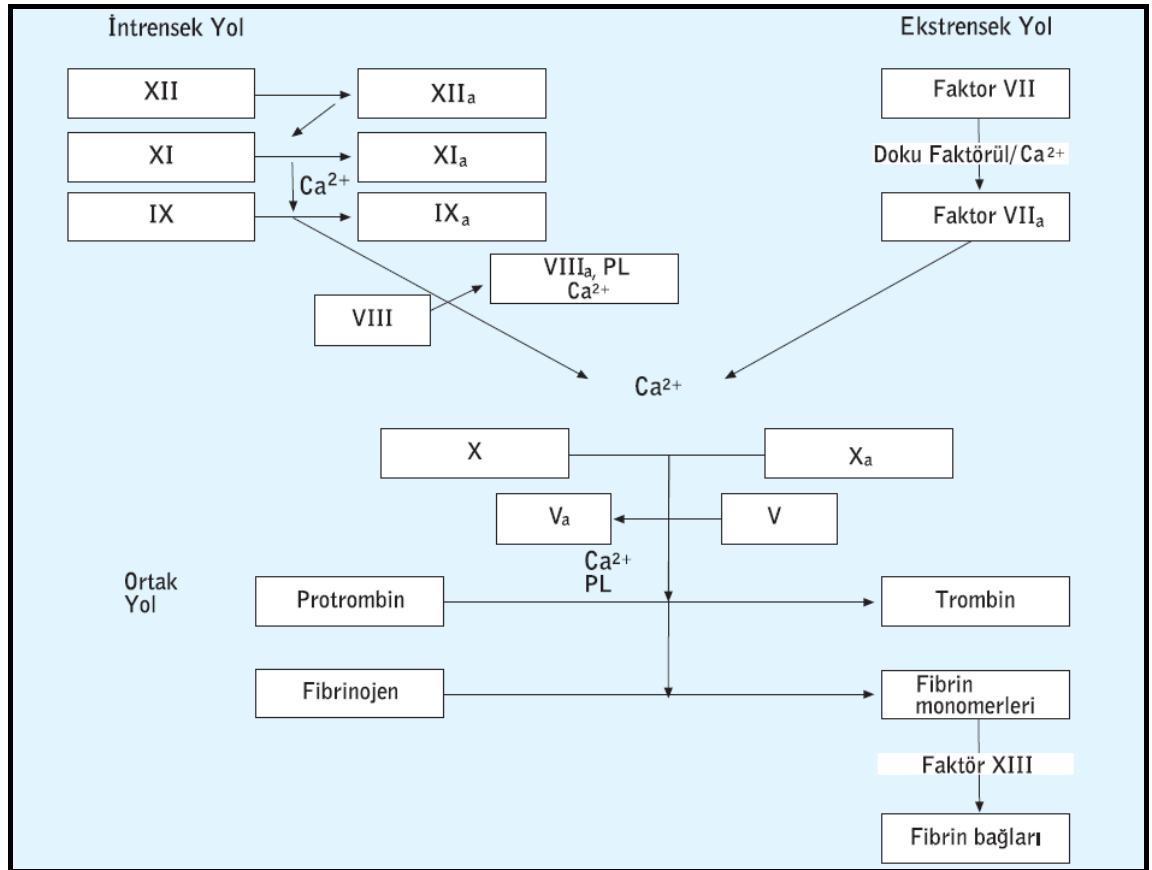 İntrensek Yol
Ekstrensek Yol
XII
XIIa
Faktor VII
XI
XIa
Doku Faktörül/Ca2+
Ca2+
IX
IXa
Faktor VIIa
VIIIa, PL
Ca2+
VIII
Ca2+
X
Xa
Va
V
Ca2+
PL
Ortak
Yol
Protrombin
Trombin
Fibrinojen
Fibrin
monomerleri
Faktör XIII
Fibrin bağları